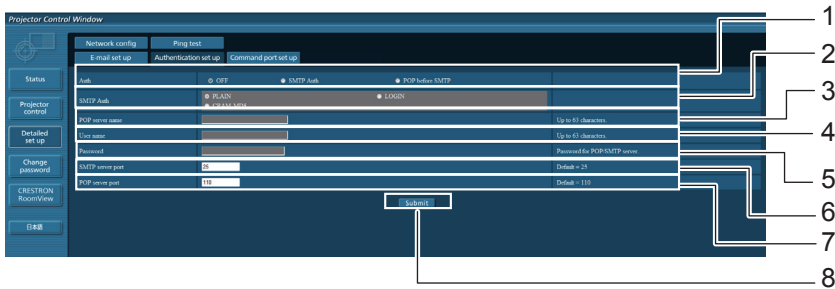 Projector Control Window
1
Network config Ping test
E-mail set up Authentication set up Command port set up
2
Status
Auth OFF SMTP Auth POP before SMTP
3
SMTP Auth PLAIN LOGIN
CRAM-MD5
Projector control
POP server name Up to 63 characters.
4
User name Up to 63 characters.
Detailed set up
Password Password for POP/SMTP server.
5
Change password
SMTP server port 25 Default = 25
6
POP server port 110 Default = 110
7
CRESTRON RoomView
Submit
日本語
8